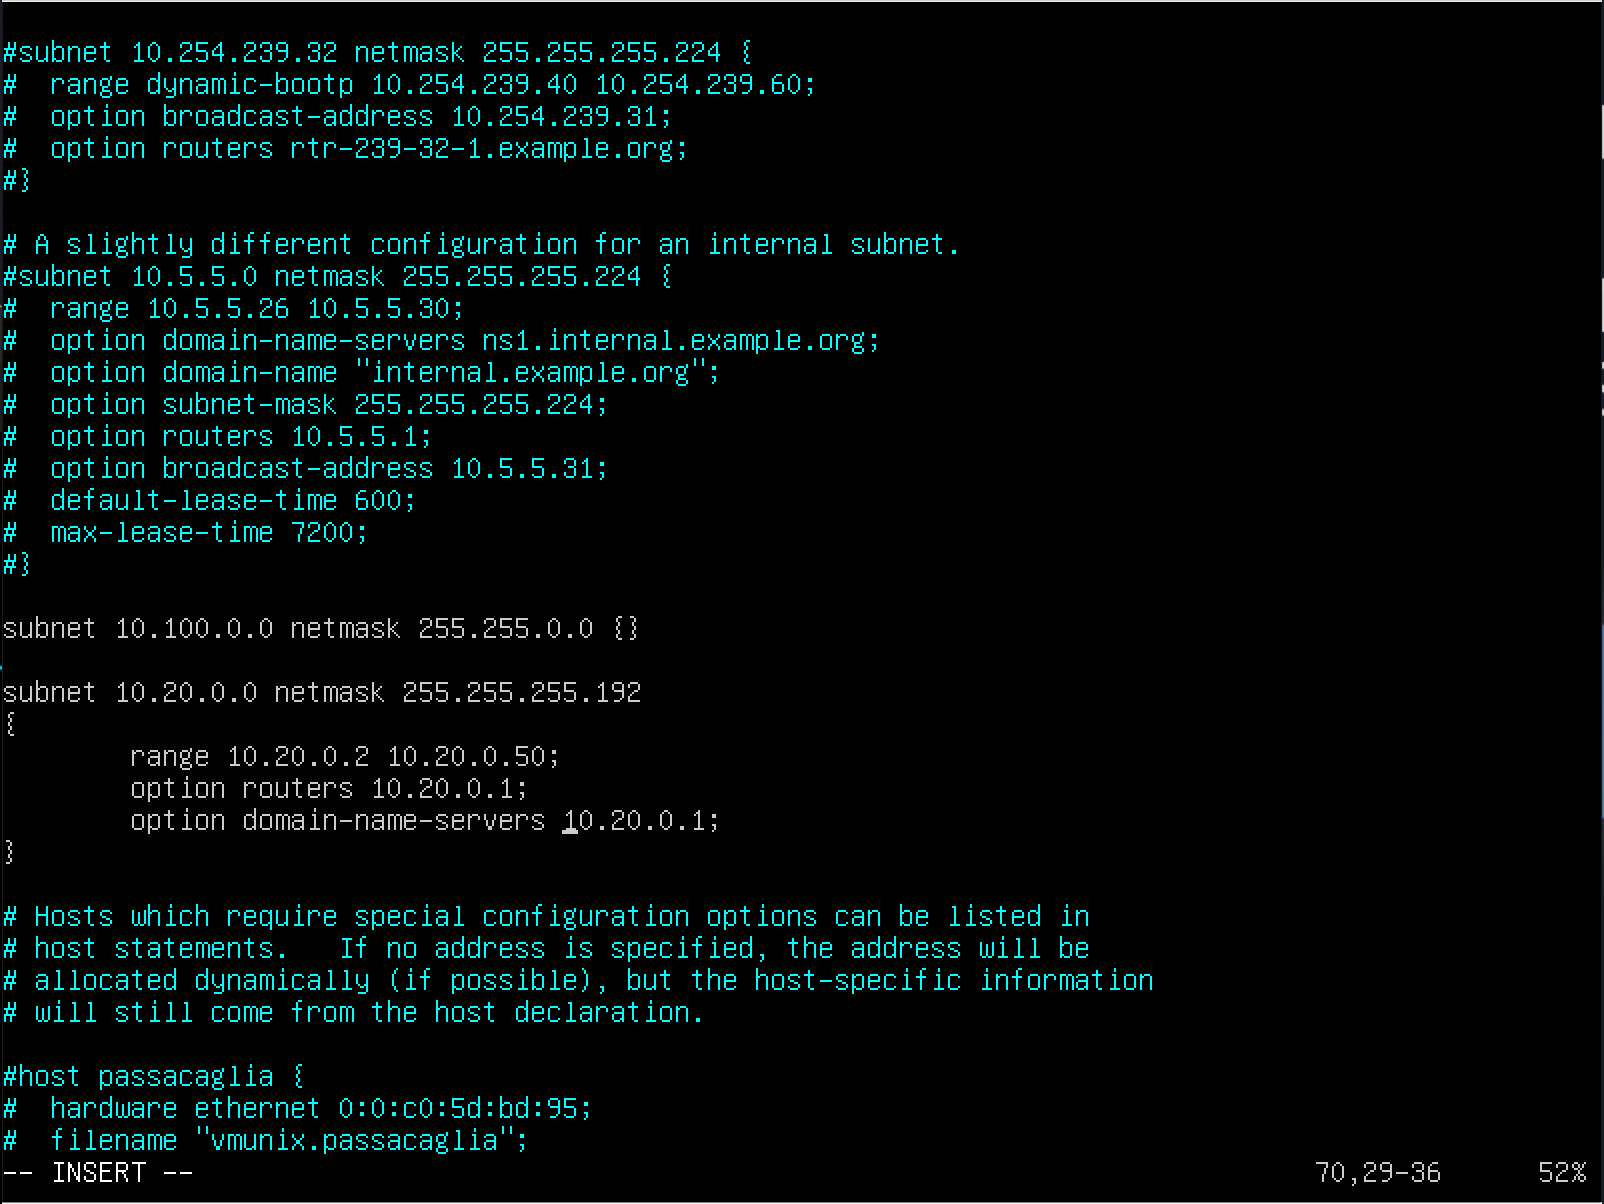 #subnet 10.254.239.32 netmask 255.255.255.224 {
#  range dynamic-bootp 10.254.239.40 10.254.239.60;
#  option broadcast-address 10.254.239.31;
#  option routers rtr-239-32-1.example.org;
#}
# A slightly different configuration for an internal subnet.
#subnet 10.5.5.0 netmask 255.255.255.224 {
#  range 10.5.5.26 10.5.5.30;
#  option domain-name-servers ns1.internal.example.org;
#  option domain-name "internal.example.org";
#  option subnet-mask 255.255.255.224;
#  option routers 10.5.5.1;
#  option broadcast-address 10.5.5.31;
#  default-lease-time 600;
#  max-lease-time 7200;
#}
subnet 10.100.0.0 netmask 255.255.0.0 {}
subnet 10.20.0.0 netmask 255.255.255.192
{
        range 10.20.0.2 10.20.0.50;
        option routers 10.20.0.1;
        option domain-name-servers 10.20.0.1;
}
# Hosts which require special configuration options can be listed in
# host statements.   If no address is specified, the address will be
# allocated dynamically (if possible), but the host-specific information
# will still come from the host declaration.
#host passacaglia {
#  hardware ethernet 0:0:c0:5d:bd:95;
#  filename "vmunix.passacaglia";
-- INSERT -- 70,29-36 52%